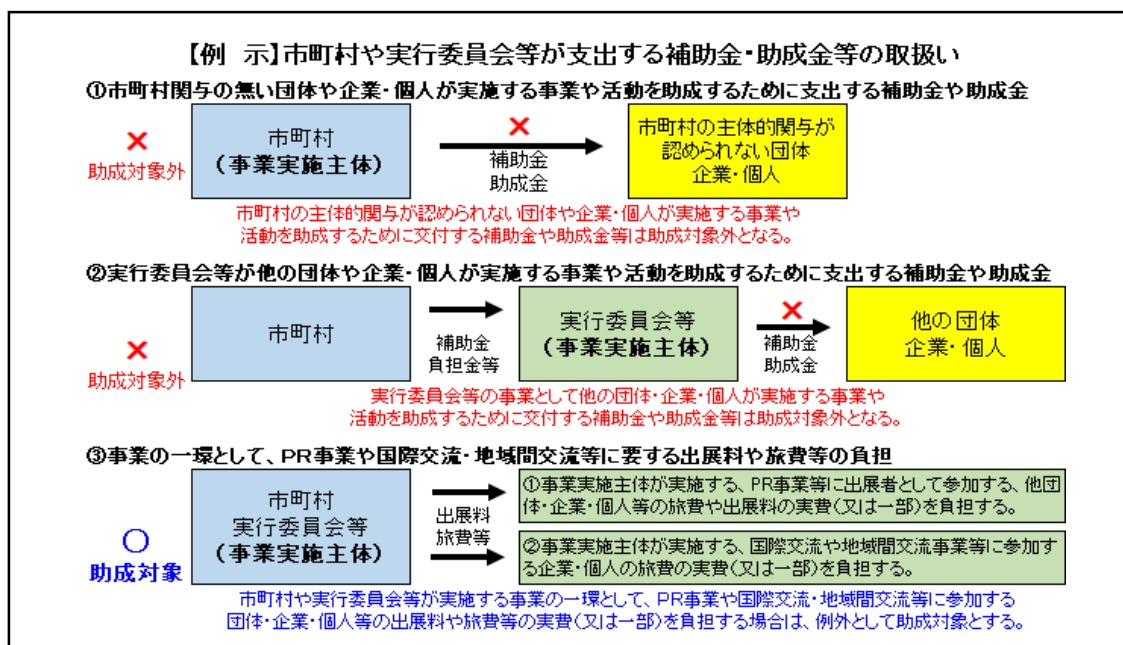 【例　示】市町村や実行委員会等が支出する補助金・助成金等の取扱い
①市町村関与の無い団体や企業・個人が実施する事業や活動を助成するために支出する補助金や助成金
×
助成対象外
市町村
（事業実施主体）
×
補助金
助成金
市町村の主体的関与が
認められない団体
企業・個人
市町村の主体的関与が認められない団体や企業・個人が実施する事業や
活動を助成するために交付する補助金や助成金等は助成対象外となる。
②実行委員会等が他の団体や企業・個人が実施する事業や活動を助成するために支出する補助金や助成金
×
助成対象外
市町村
補助金
負担金等
実行委員会等
（事業実施主体）
×
補助金
助成金
他の団体
企業・個人
実行委員会等の事業として他の団体・企業・個人が実施する事業や
活動を助成するために交付する補助金や助成金等は助成対象外となる。
③事業の一環として、PR事業や国際交流・地域間交流等に要する出展料や旅費等の負担
○
助成対象
市町村
実行委員会等
（事業実施主体）
出展料
旅費等
①事業実施主体が実施する、PR事業等に出展者として参加する、他団
体・企業・個人等の旅費や出展料の実費（又は一部）を負担する。
②事業実施主体が実施する、国際交流や地域間交流事業等に参加す
る企業・個人の旅費の実費（又は一部）を負担する。
市町村や実行委員会等が実施する事業の一環として、PR事業や国際交流・地域間交流等に参加する
団体・企業・個人等の出展料や旅費等の実費（又は一部）を負担する場合は、例外として助成対象とする。